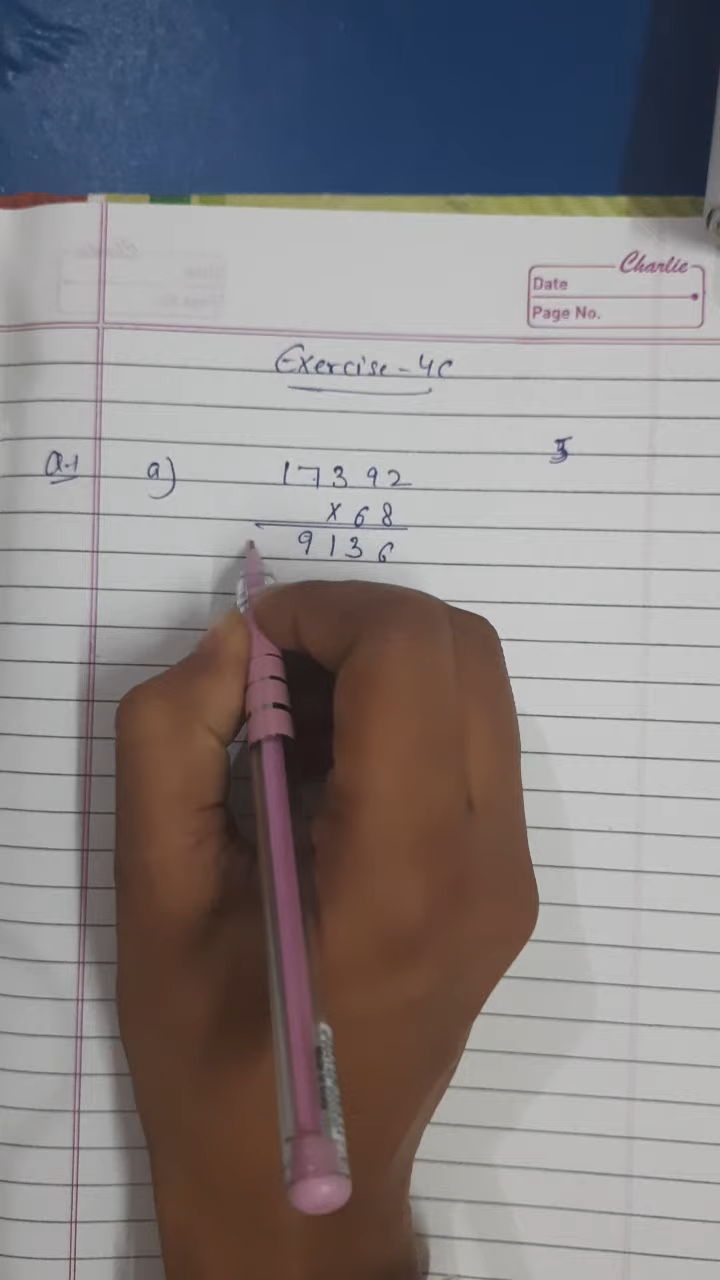 Charlie
Date
Page No.
Exercise - 4C
Q.1 a) 17392
× 68
9136